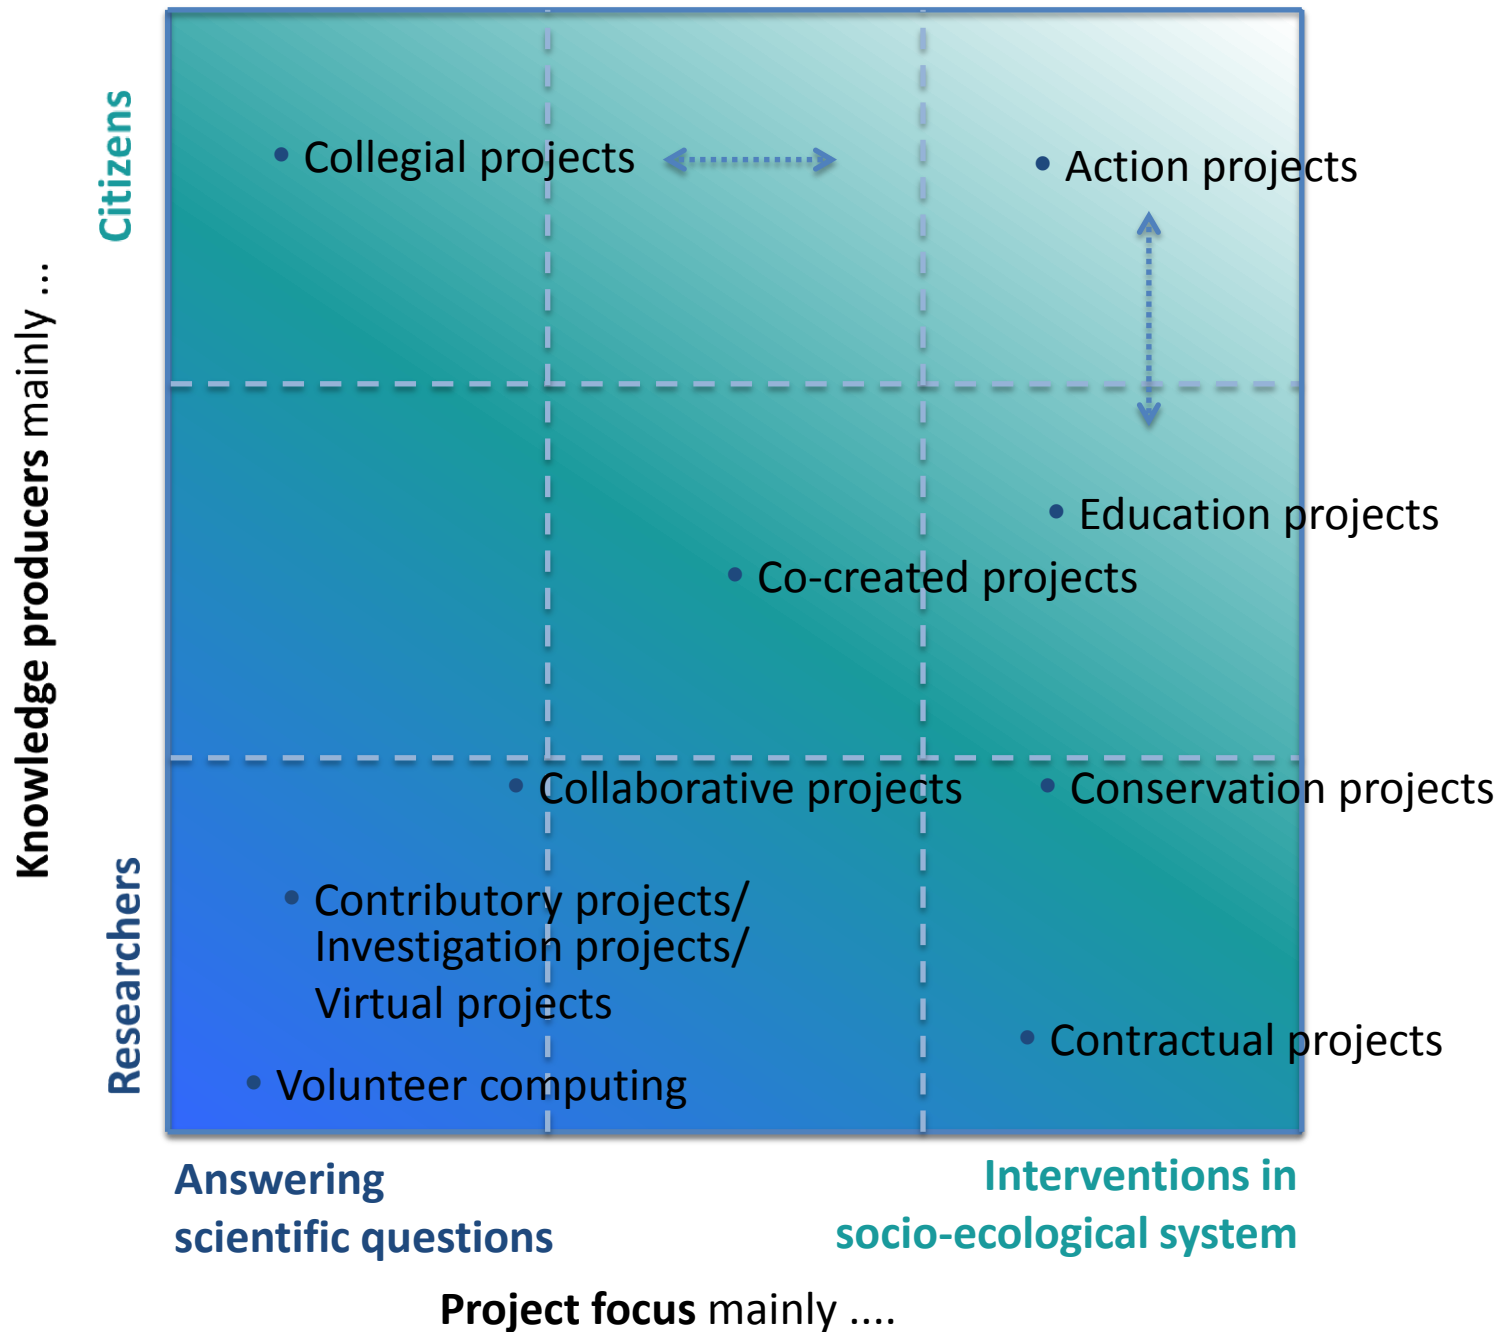 Citizens
• Collegial projects
• Action projects
Knowledge producers mainly ...
• Education projects
• Co-created projects
• Collaborative projects
• Conservation projects
Researchers
• Contributory projects/
Investigation projects/
Virtual projects
• Contractual projects
• Volunteer computing
Answering
scientific questions
Interventions in
socio-ecological system
Project focus mainly ....